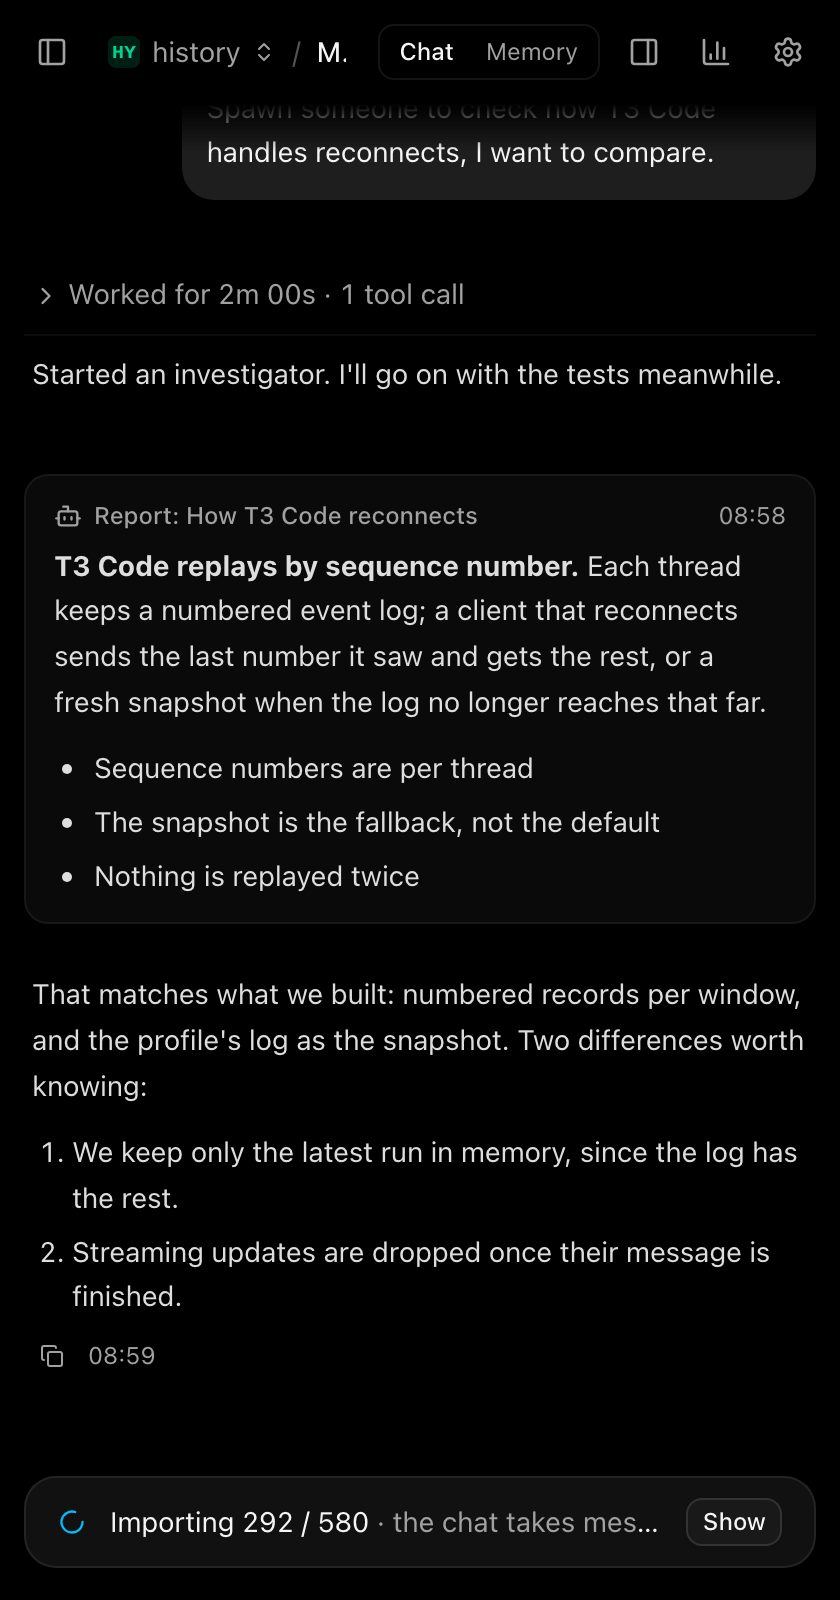 HY history / M.
Chat Memory
Spawn someone to check how T3 Code
handles reconnects, I want to compare.
Worked for 2m 00s · 1 tool call
Started an investigator. I'll go on with the tests meanwhile.
Report: How T3 Code reconnects 08:58
T3 Code replays by sequence number. Each thread
keeps a numbered event log; a client that reconnects
sends the last number it saw and gets the rest, or a
fresh snapshot when the log no longer reaches that far.
• Sequence numbers are per thread
• The snapshot is the fallback, not the default
• Nothing is replayed twice
That matches what we built: numbered records per window,
and the profile's log as the snapshot. Two differences worth
knowing:
1. We keep only the latest run in memory, since the log has
the rest.
2. Streaming updates are dropped once their message is
finished.
08:59
Importing 292 / 580 · the chat takes mes... Show